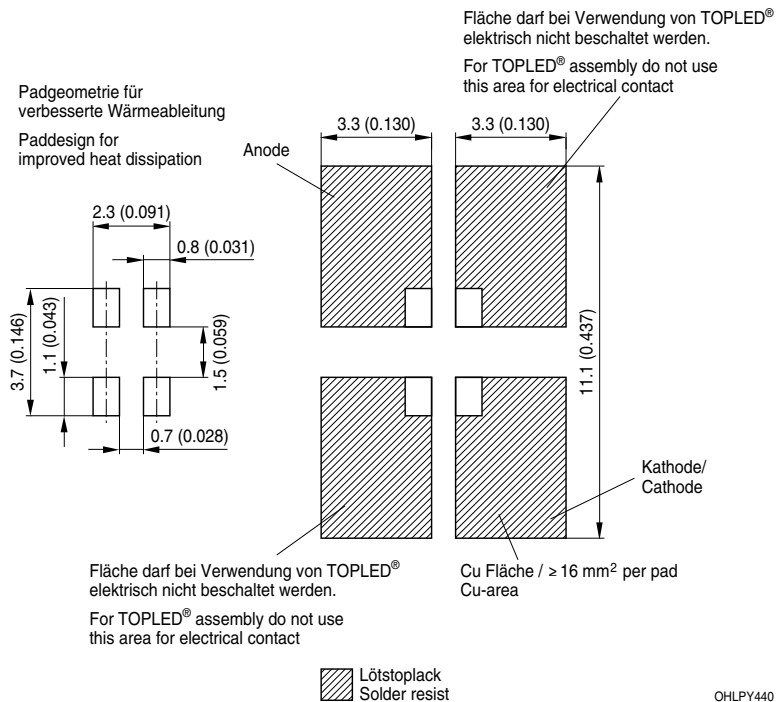 Fläche darf bei Verwendung von TOPLED®
elektrisch nicht beschaltet werden.
For TOPLED® assembly do not use
this area for electrical contact
Padgeometrie für
verbesserte Wärmeableitung
Paddesign for
improved heat dissipation
Anode
3.3 (0.130)
3.3 (0.130)
2.3 (0.091)
0.8 (0.031)
3.7 (0.146)
1.1 (0.043)
1.5 (0.059)
0.7 (0.028)
11.1 (0.437)
Kathode/
Cathode
Fläche darf bei Verwendung von TOPLED®
elektrisch nicht beschaltet werden.
For TOPLED® assembly do not use
this area for electrical contact
Cu Fläche / ≥ 16 mm² per pad
Cu-area
Lötstoplack
Solder resist
OHLPY440